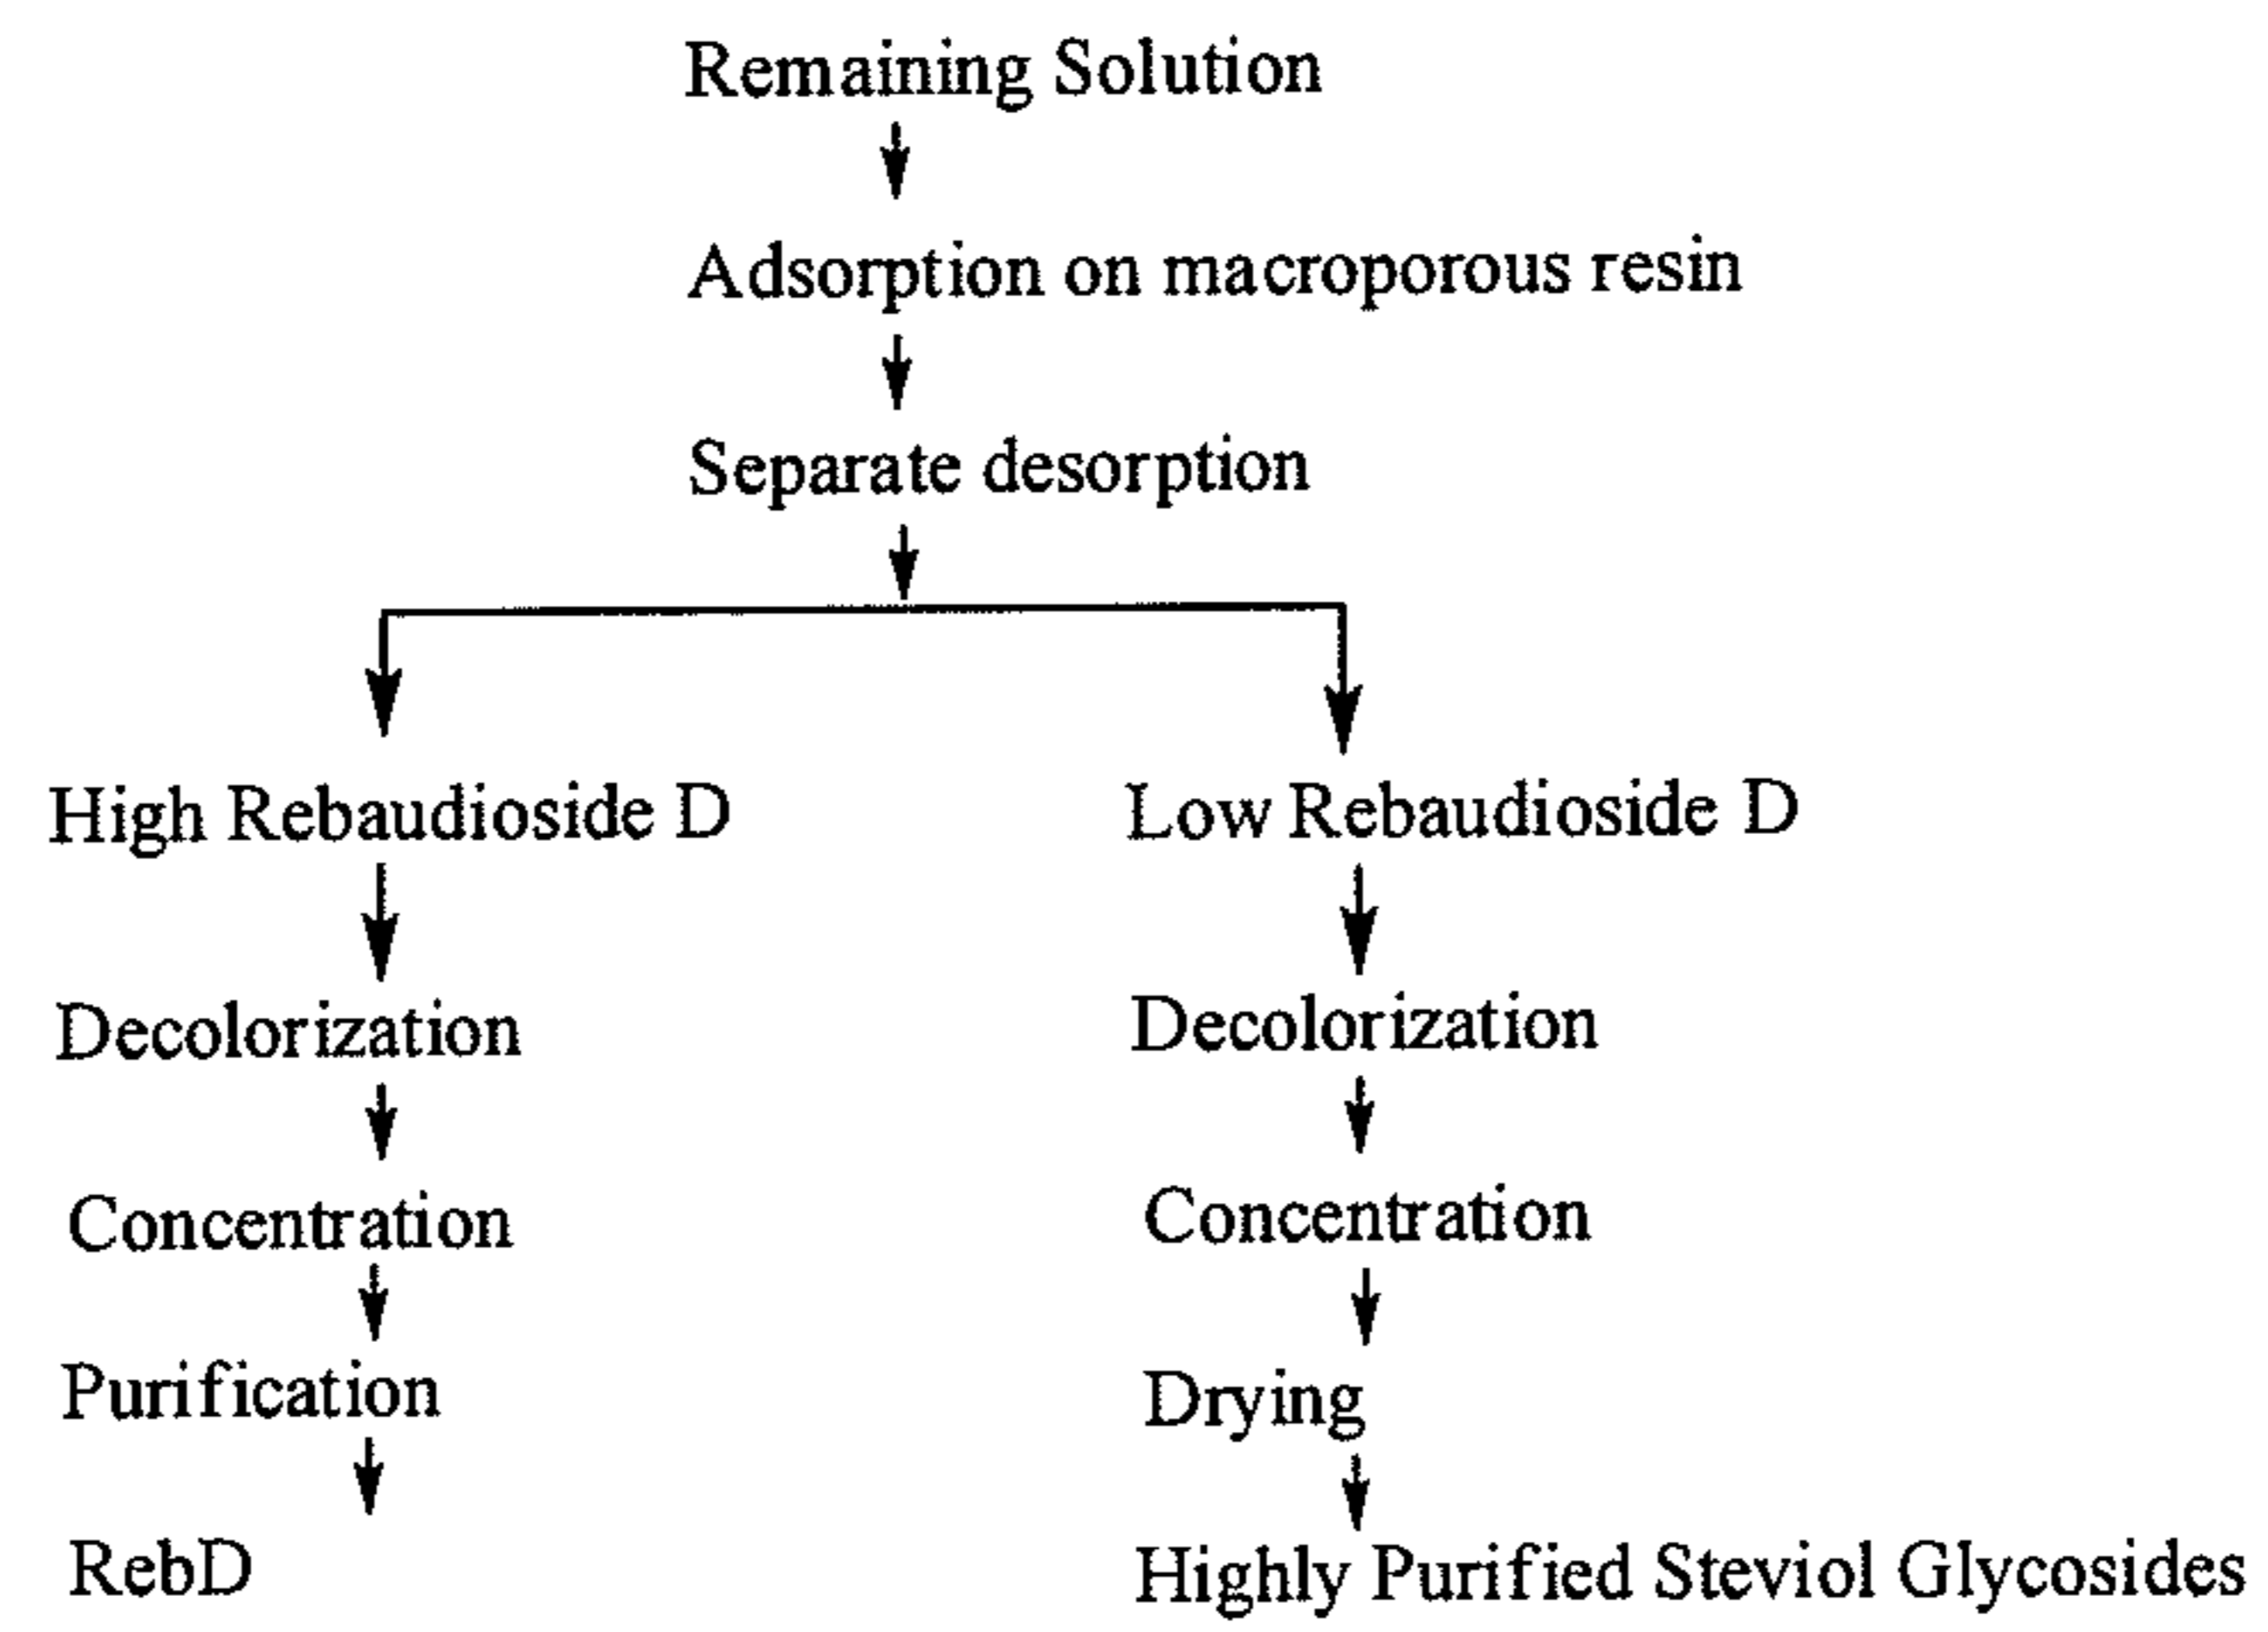 Remaining Solution
Adsorption on macroporous resin
Separate desorption
High Rebaudioside D
Low Rebaudioside D
Decolorization
Decolorization
Concentration
Concentration
Purification
Drying
RebD
Highly Purified Steviol Glycosides